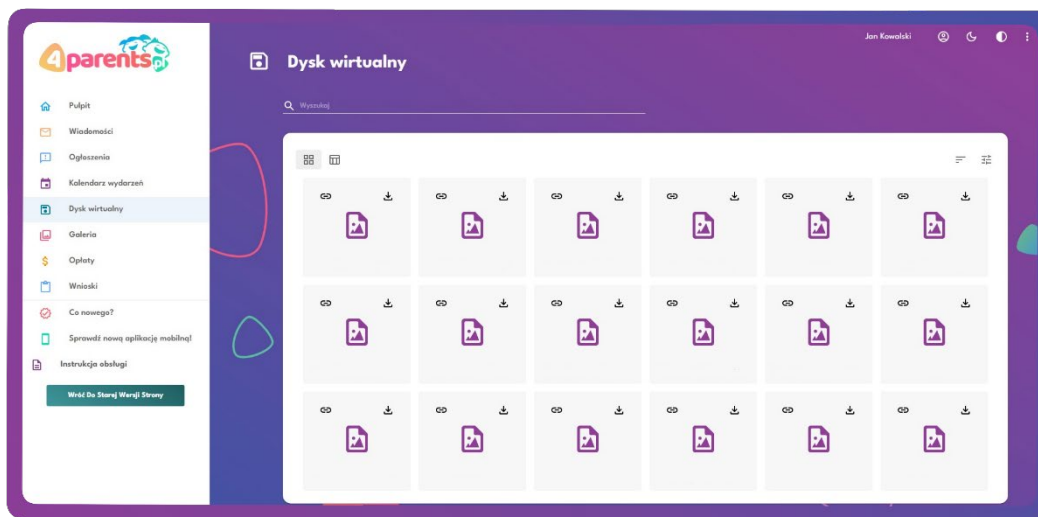 4parents.pl
Pulpit
Wiadomości
Ogłoszenia
Kalendarz wydarzeń
Dysk wirtualny
Galeria
Opłaty
Wnioski
Co nowego?
Sprawdź nową aplikację mobilną!
Instrukcja obsługi
Wróć Do Starej Wersji Strony
Jan Kowalski
Dysk wirtualny
Wyszukaj